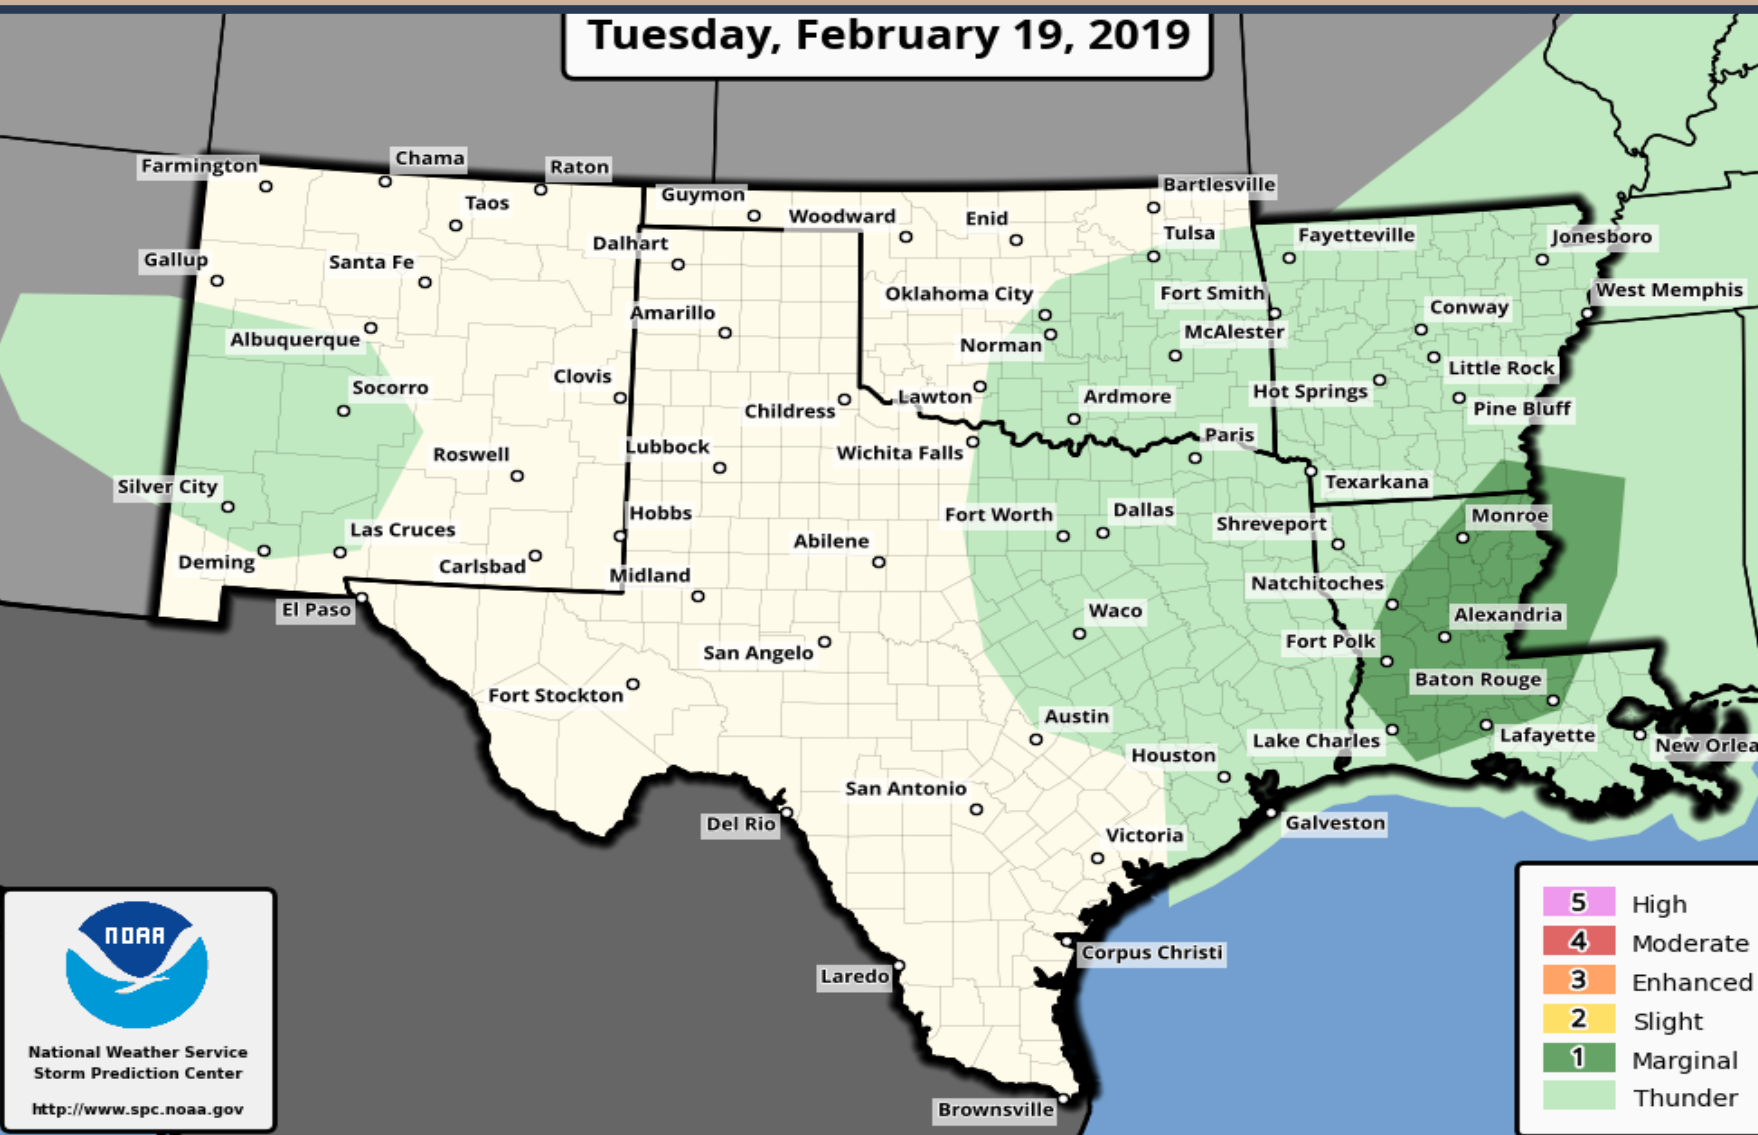 Tuesday, February 19, 2019
Farmington
Chama
Raton
Taos
Guymon
Woodward
Enid
Bartlesville
Tulsa
Fayetteville
Jonesboro
Gallup
Santa Fe
Dalhart
Oklahoma City
Fort Smith
West Memphis
Albuquerque
Amarillo
Norman
McAlester
Conway
Socorro
Clovis
Childress
Lawton
Ardmore
Hot Springs
Little Rock
Pine Bluff
Roswell
Lubbock
Wichita Falls
Paris
Texarkana
Silver City
Hobbs
Fort Worth
Dallas
Shreveport
Monroe
Las Cruces
Deming
Carlsbad
Midland
Abilene
Natchitoches
El Paso
Waco
Alexandria
San Angelo
Fort Polk
Fort Stockton
Baton Rouge
Austin
Houston
Lake Charles
Lafayette
New Orlea
San Antonio
Del Rio
Victoria
Galveston
Corpus Christi
Laredo
Brownsville
NOAA
National Weather Service
Storm Prediction Center
http://www.spc.noaa.gov
5 High
4 Moderate
3 Enhanced
2 Slight
1 Marginal
Thunder